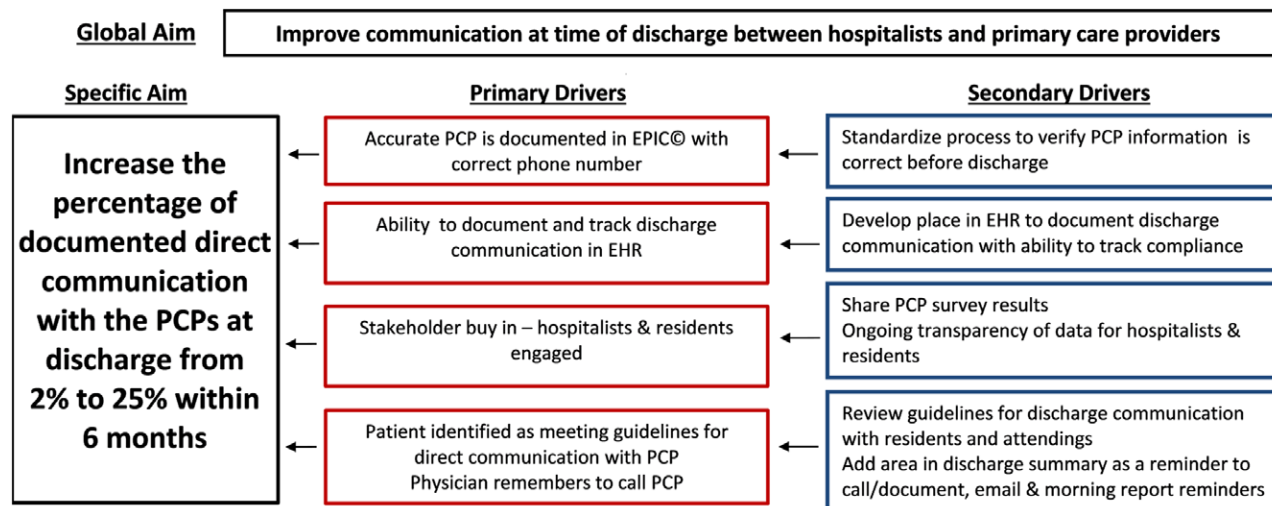 Global Aim
Improve communication at time of discharge between hospitalists and primary care providers
Specific Aim
Primary Drivers
Secondary Drivers
Increase the
percentage of
documented direct
communication
with the PCPs at
discharge from
2% to 25% within
6 months
Accurate PCP is documented in EPIC© with
correct phone number
Standardize process to verify PCP information is
correct before discharge
Ability to document and track discharge
communication in EHR
Develop place in EHR to document discharge
communication with ability to track compliance
Stakeholder buy in – hospitalists & residents
engaged
Share PCP survey results
Ongoing transparency of data for hospitalists &
residents
Patient identified as meeting guidelines for
direct communication with PCP
Physician remembers to call PCP
Review guidelines for discharge communication
with residents and attendings
Add area in discharge summary as a reminder to
call/document, email & morning report reminders